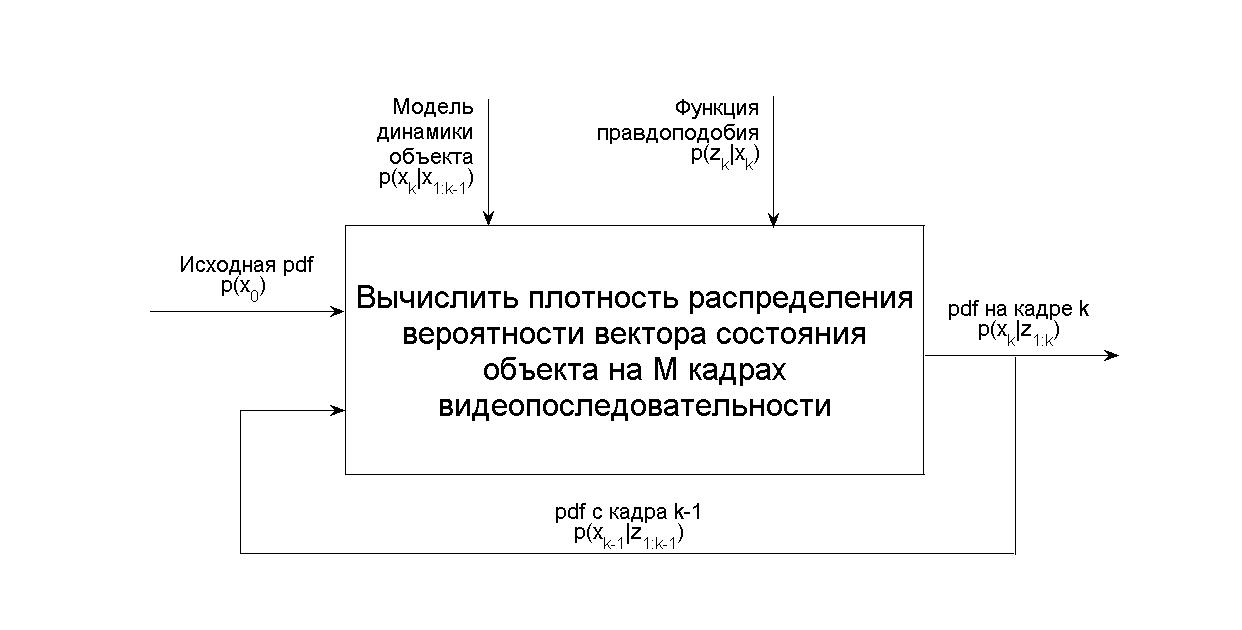 Модель
динамики
объекта
p(x_k|x_{1:k-1})
Функция
правдоподобия
p(z_k|x_k)
Исходная pdf
p(x_0)
Вычислить плотность распределения
вероятности вектора состояния
объекта на М кадрах
видеопоследовательности
pdf на кадре k
p(x_k|z_{1:k})
pdf с кадра k-1
p(x_{k-1}|z_{1:k-1})